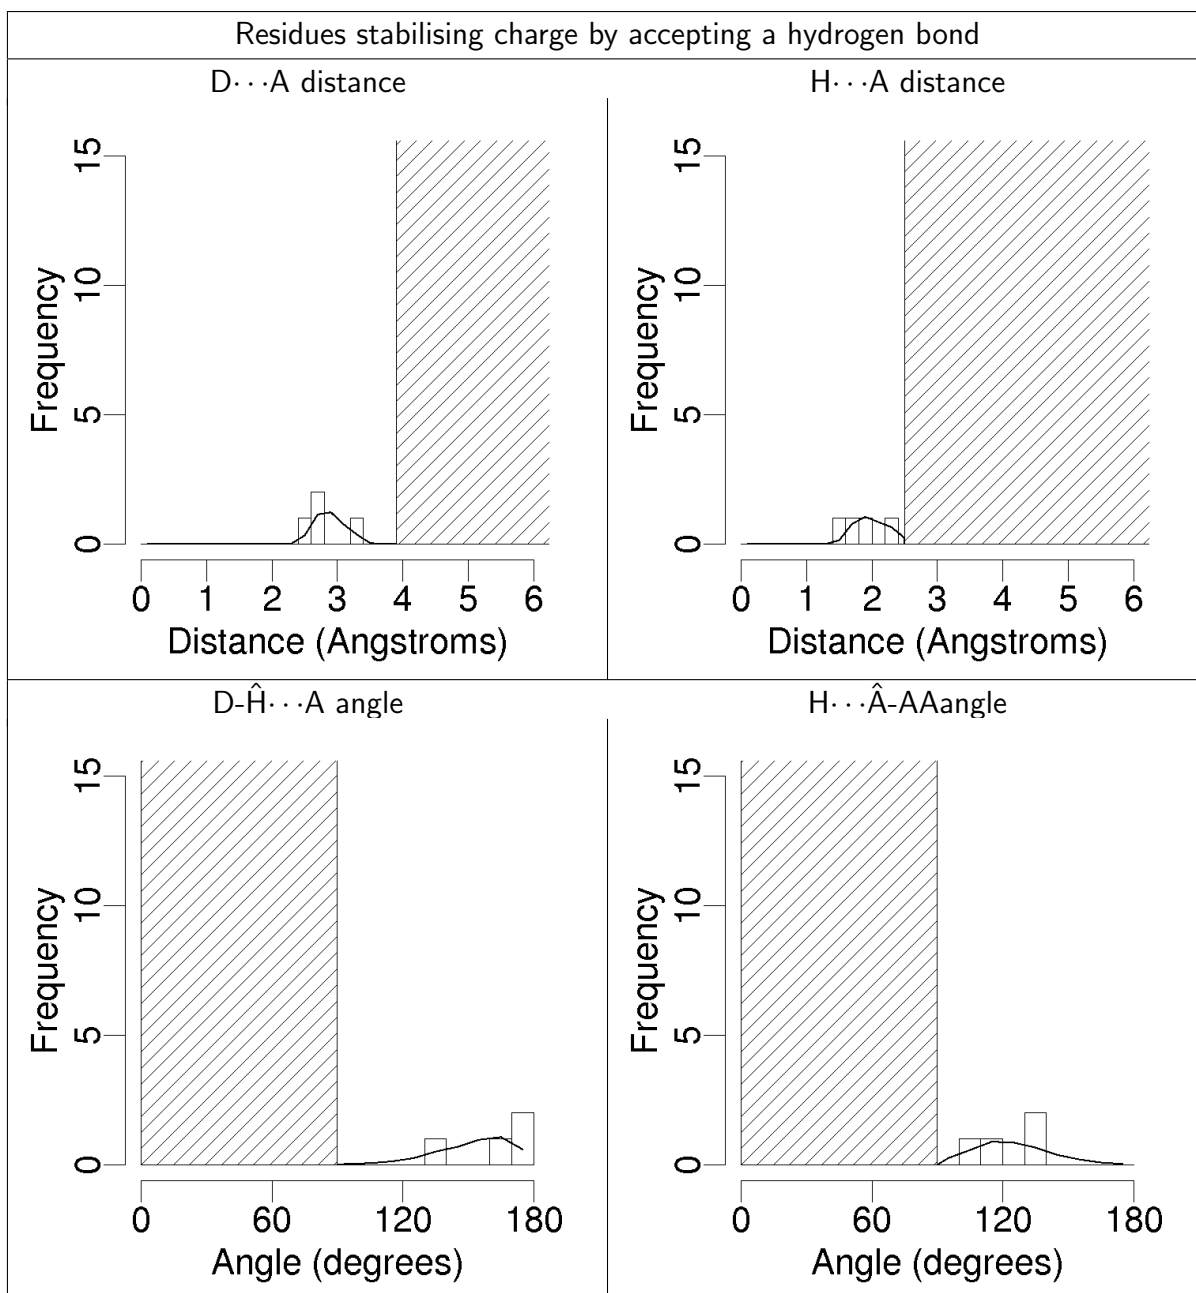 Residues stabilising charge by accepting a hydrogen bond
D···A distance
H···A distance
15
10
5
0
Frequency
0 1 2 3 4 5 6
Distance (Angstroms)
15
10
5
0
Frequency
0 1 2 3 4 5 6
Distance (Angstroms)
D-Ĥ···A angle
H···Â-AAangle
15
10
5
0
Frequency
0 60 120 180
Angle (degrees)
15
10
5
0
Frequency
0 60 120 180
Angle (degrees)